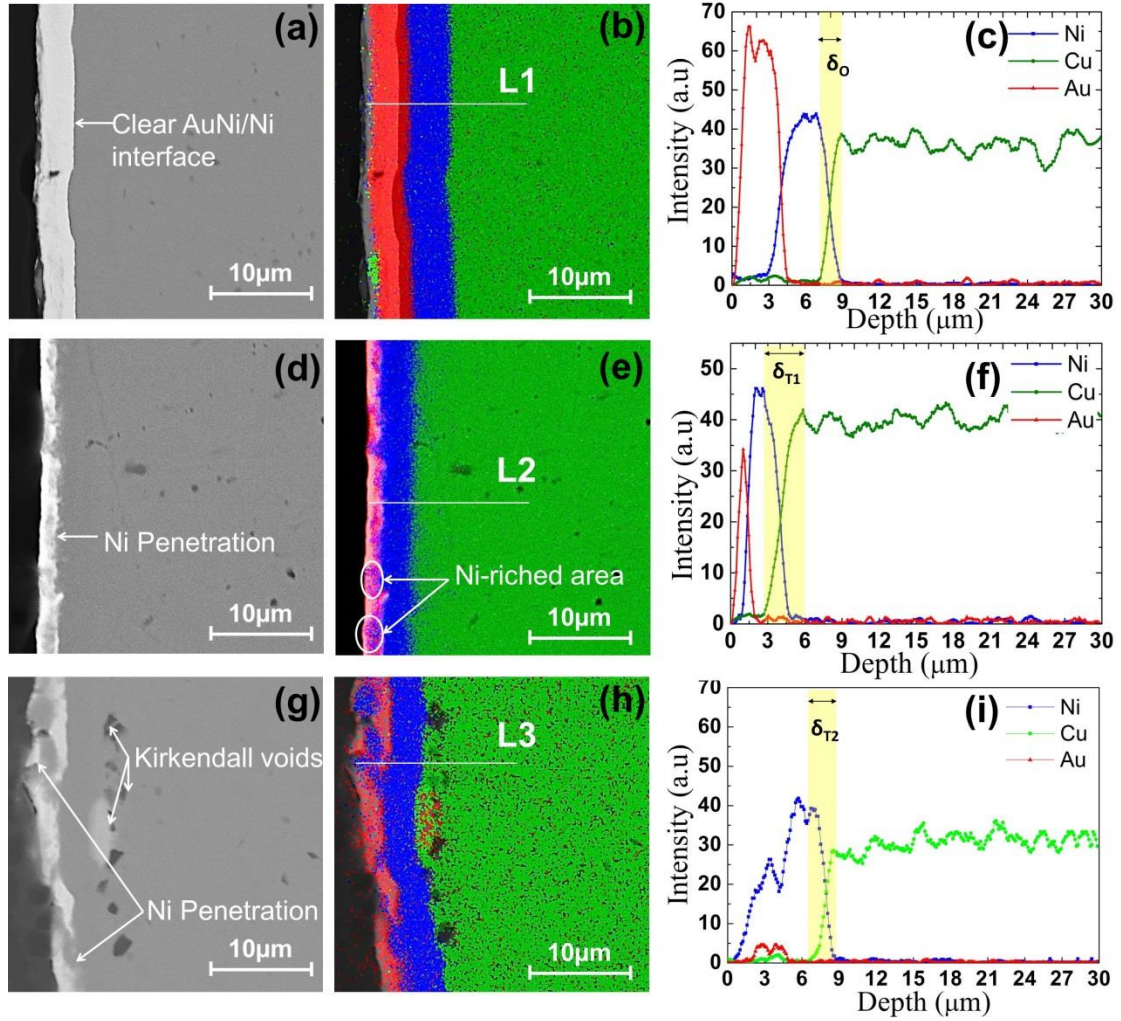 (a)
Clear AuNi/Ni
interface
10μm
(b)
L1
10μm
(c)
Ni
Cu
Au
δO
Intensity (a.u)
70
60
50
40
30
20
10
0
0 3 6 9 12 15 18 21 24 27 30
Depth (μm)
(d)
Ni Penetration
10μm
(e)
L2
Ni-riched area
10μm
(f)
Ni
Cu
Au
δT1
Intensity (a.u)
50
40
30
20
10
0
0 3 6 9 12 15 18 21 24 27 30
Depth (μm)
(g)
Kirkendall voids
Ni Penetration
10μm
(h)
L3
10μm
(i)
Ni
Cu
Au
δT2
Intensity (a.u)
70
60
50
40
30
20
10
0
0 3 6 9 12 15 18 21 24 27 30
Depth (μm)